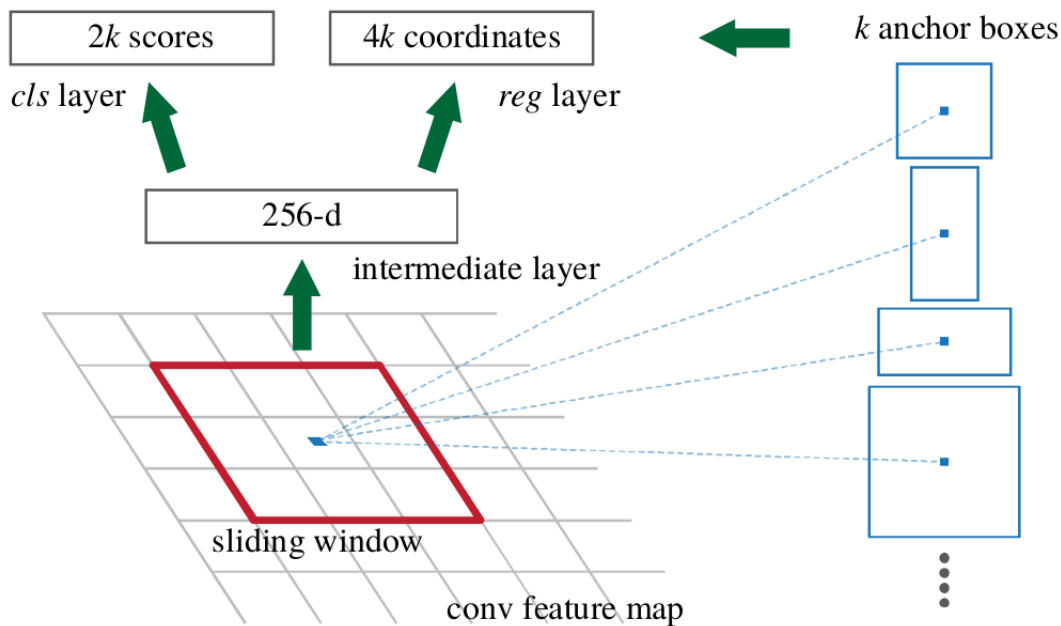 2k scores
4k coordinates
k anchor boxes
cls layer
reg layer
256-d
intermediate layer
sliding window
conv feature map